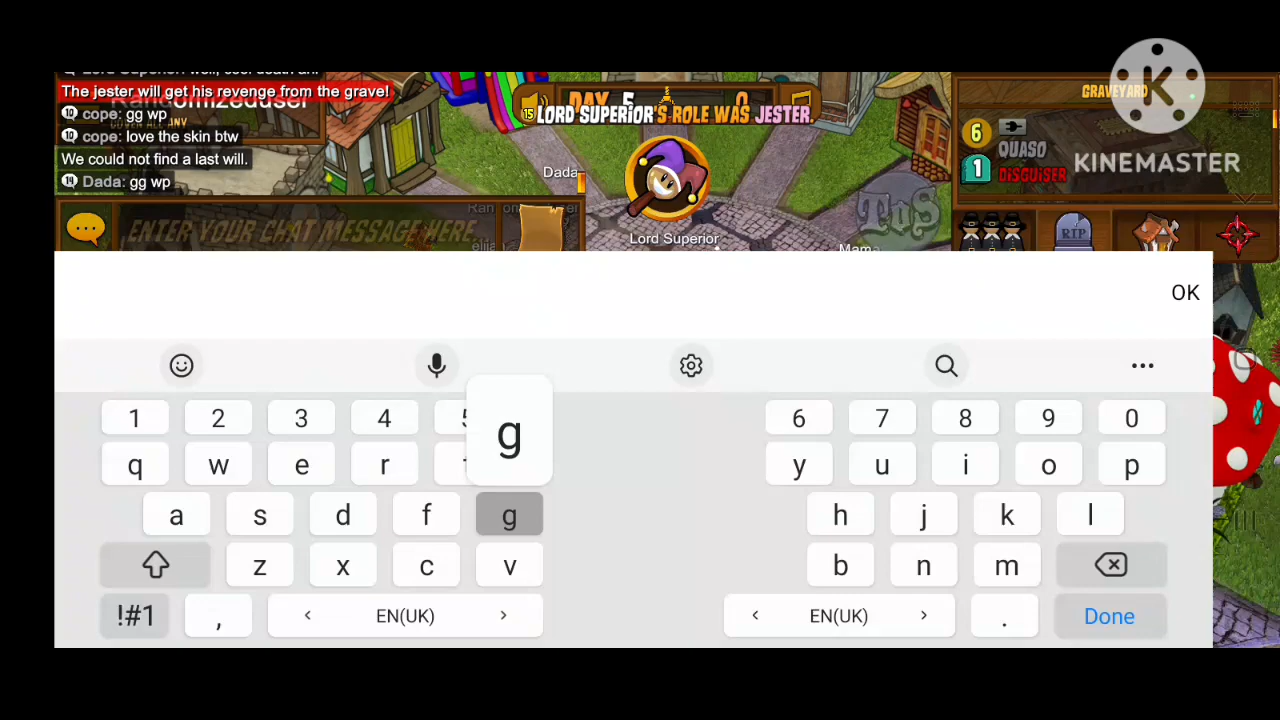 The jester will get his revenge from the grave!
cope: gg wp
cope: love the skin btw
We could not find a last will.
Dada: gg wp
ENTER YOUR CHAT MESSAGE HERE
DAY 5
15 LORD SUPERIOR'S ROLE WAS JESTER.
Dada
Lord Superior
TOS
GRAVEYARD
6 QUASO
1 DISGUISER
RIP
K
KINEMASTER
OK
1 2 3 4 5 6 7 8 9 0
q w e r y u i o p
g
a s d f g h j k l
z x c v b n m
!#1 , < EN(UK) > < EN(UK) > . Done